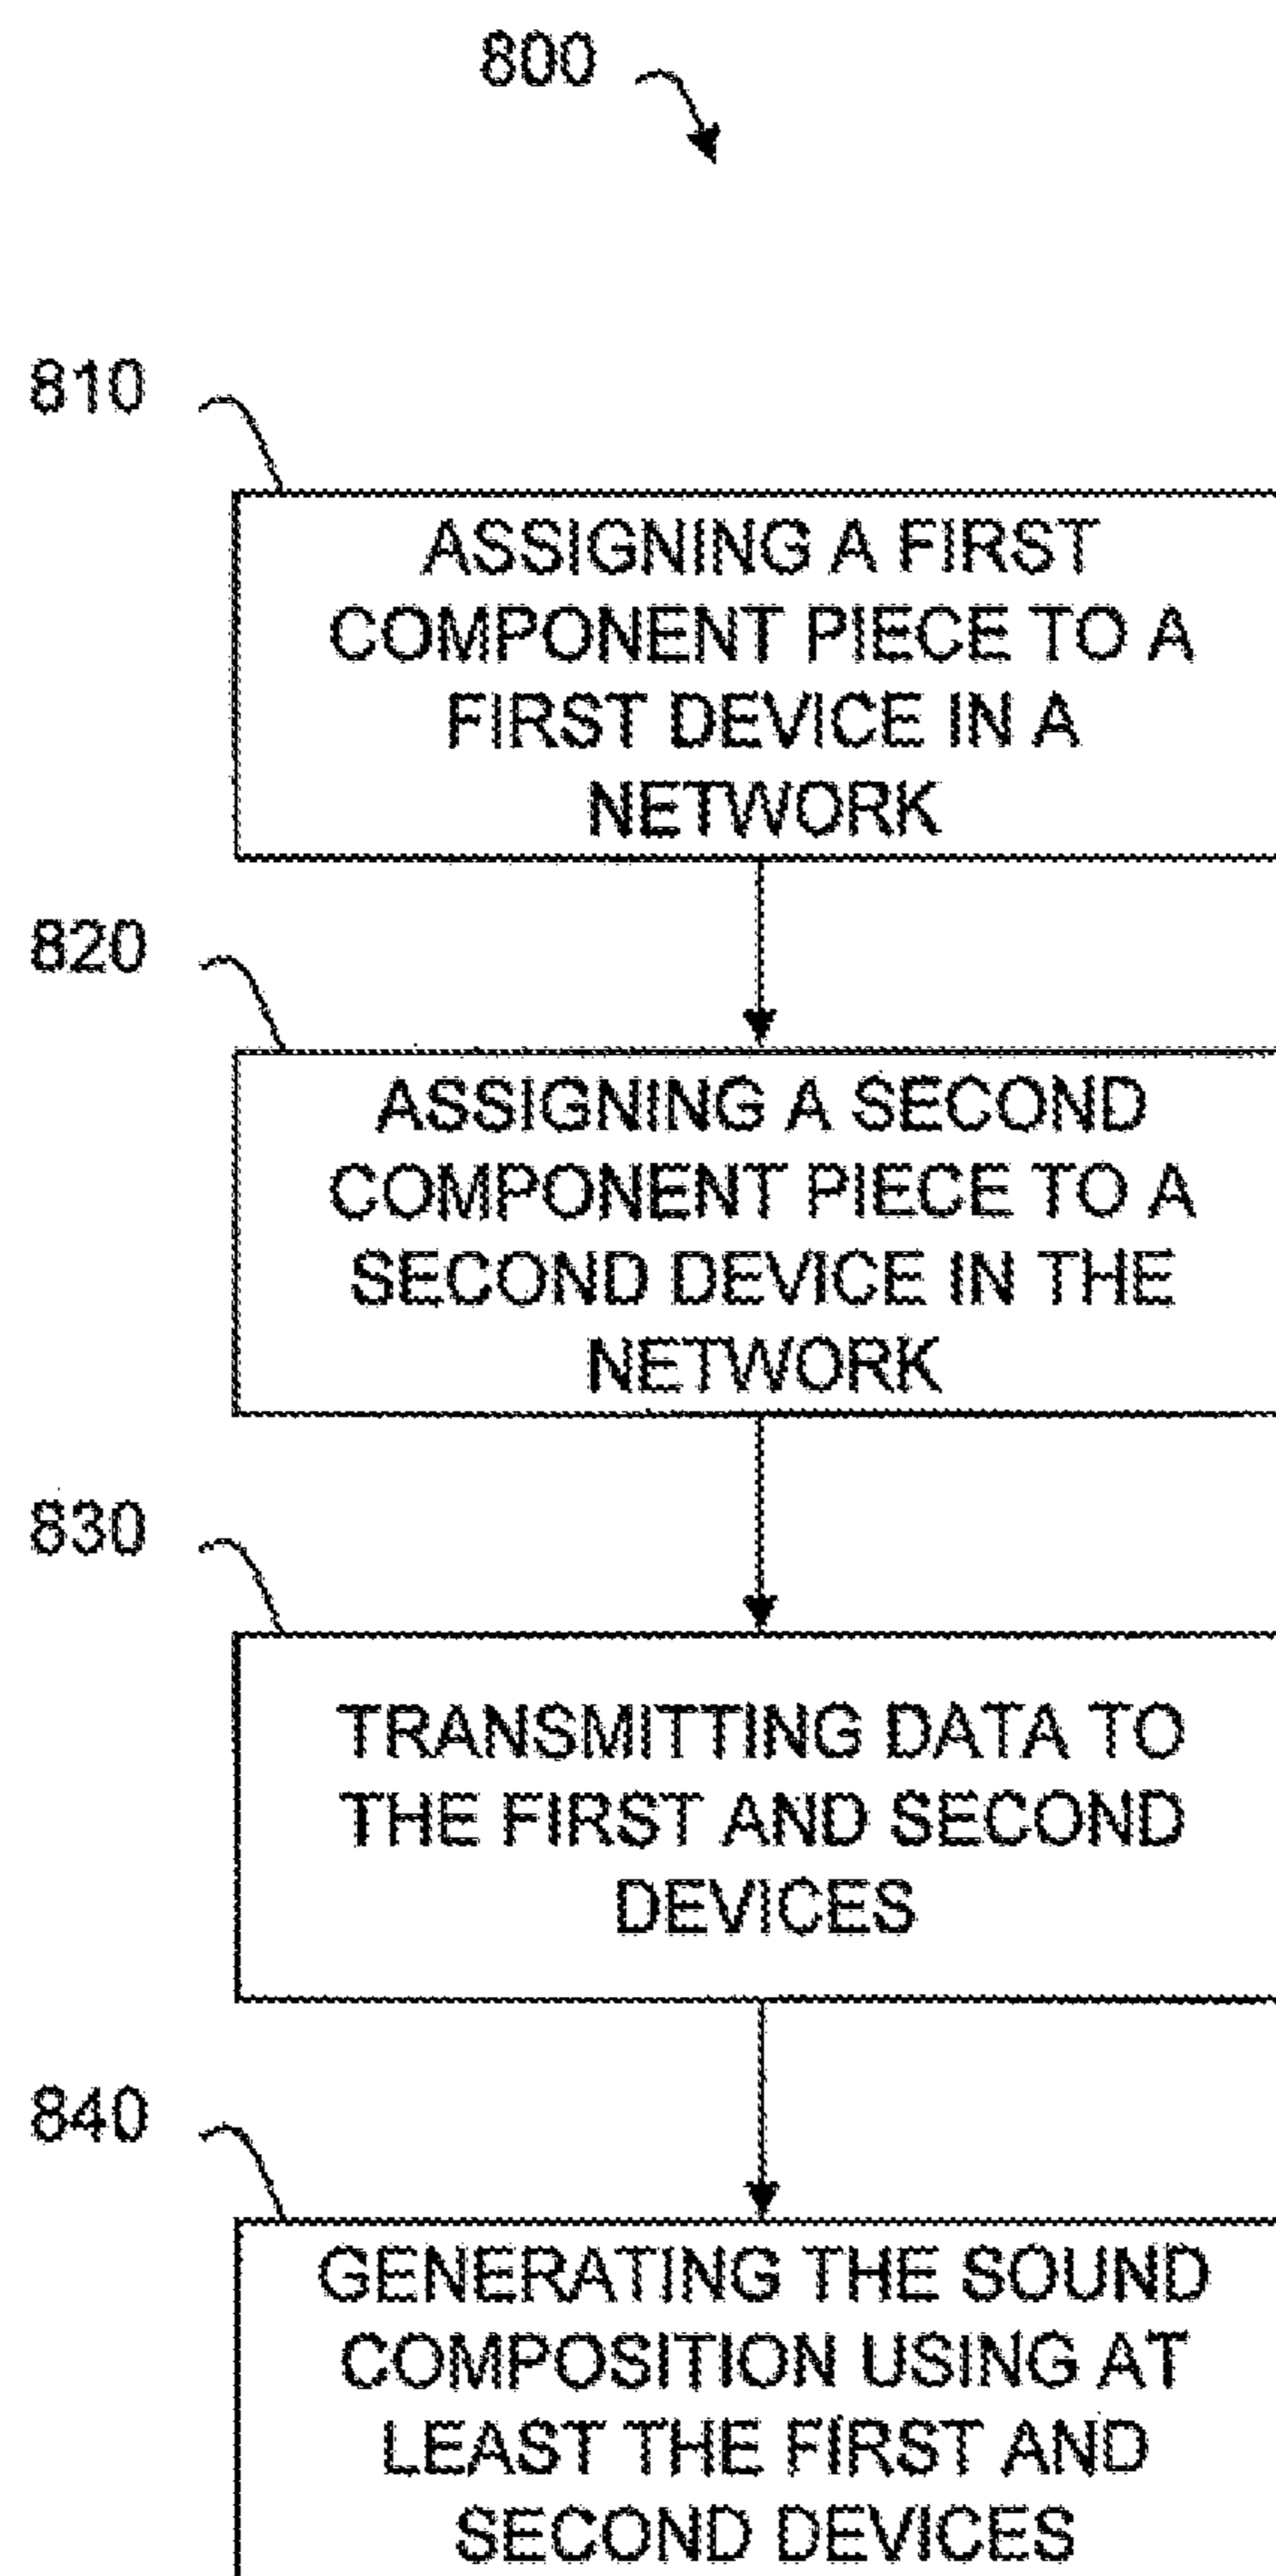 800
810
ASSIGNING A FIRST
COMPONENT PIECE TO A
FIRST DEVICE IN A
NETWORK
820
ASSIGNING A SECOND
COMPONENT PIECE TO A
SECOND DEVICE IN THE
NETWORK
830
TRANSMITTING DATA TO
THE FIRST AND SECOND
DEVICES
840
GENERATING THE SOUND
COMPOSITION USING AT
LEAST THE FIRST AND
SECOND DEVICES